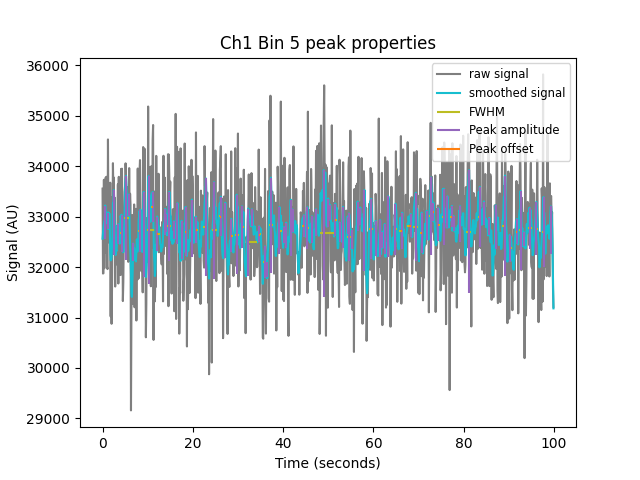 Ch1 Bin 5 peak properties
36000
35000
34000
33000
32000
31000
30000
29000
Signal (AU)
raw signal
smoothed signal
FWHM
Peak amplitude
Peak offset
0 20 40 60 80 100
Time (seconds)